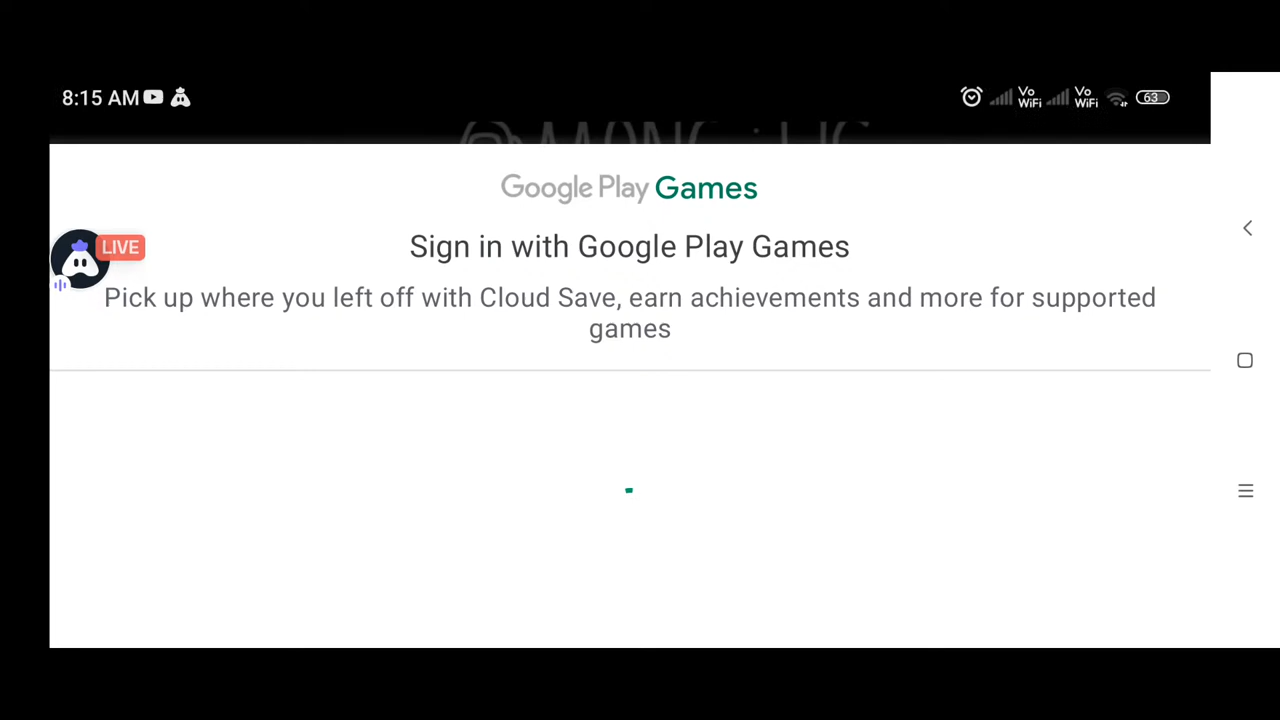 8:15 AM
Vo
WiFi
Vo
WiFi
63
Google Play Games
Sign in with Google Play Games
LIVE
Pick up where you left off with Cloud Save, earn achievements and more for supported
games